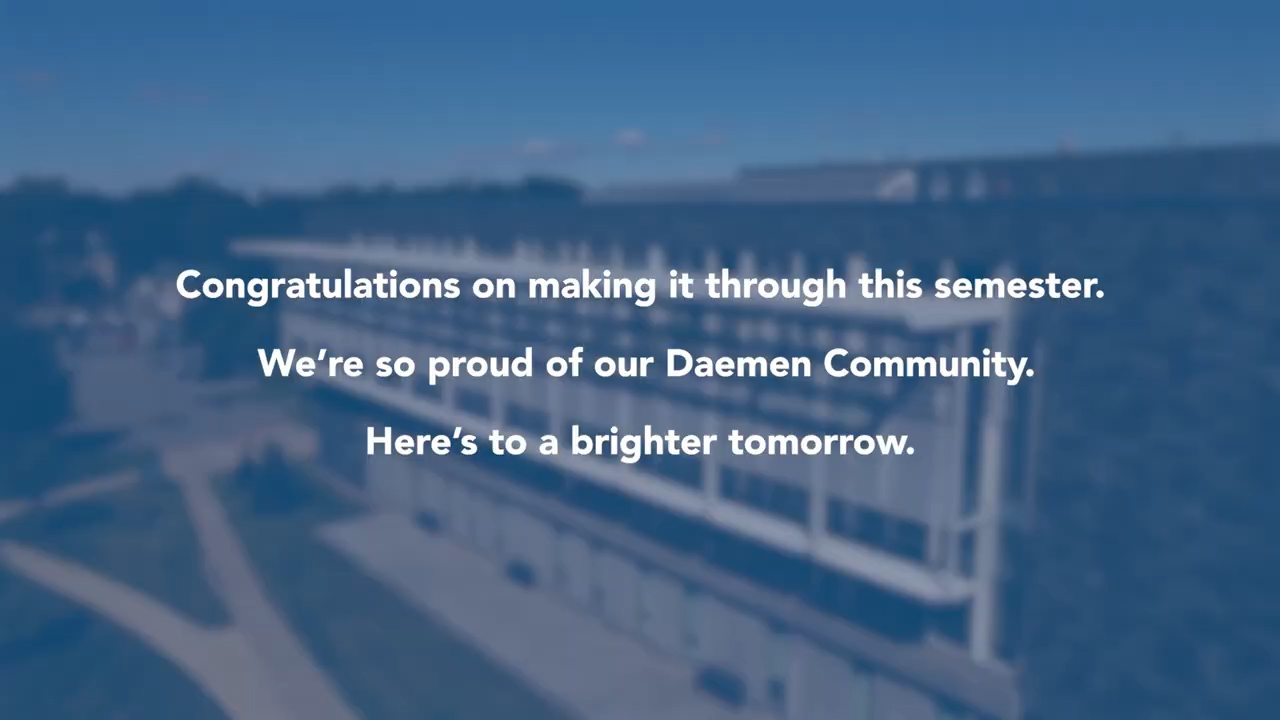 Congratulations on making it through this semester.
We’re so proud of our Daemen Community.
Here’s to a brighter tomorrow.